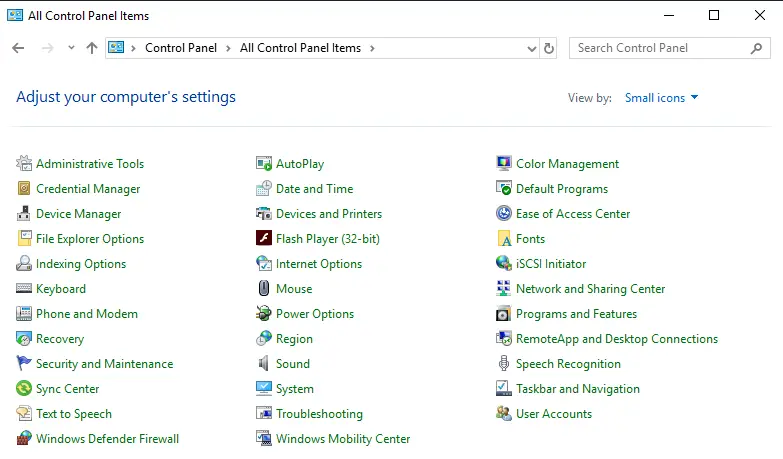 All Control Panel Items
Control Panel All Control Panel Items Search Control Panel
Adjust your computer's settings View by: Small icons
Administrative Tools AutoPlay Color Management
Credential Manager Date and Time Default Programs
Device Manager Devices and Printers Ease of Access Center
File Explorer Options Flash Player (32-bit) Fonts
Indexing Options Internet Options iSCSI Initiator
Keyboard Mouse Network and Sharing Center
Phone and Modem Power Options Programs and Features
Recovery Region RemoteApp and Desktop Connections
Security and Maintenance Sound Speech Recognition
Sync Center System Taskbar and Navigation
Text to Speech Troubleshooting User Accounts
Windows Defender Firewall Windows Mobility Center